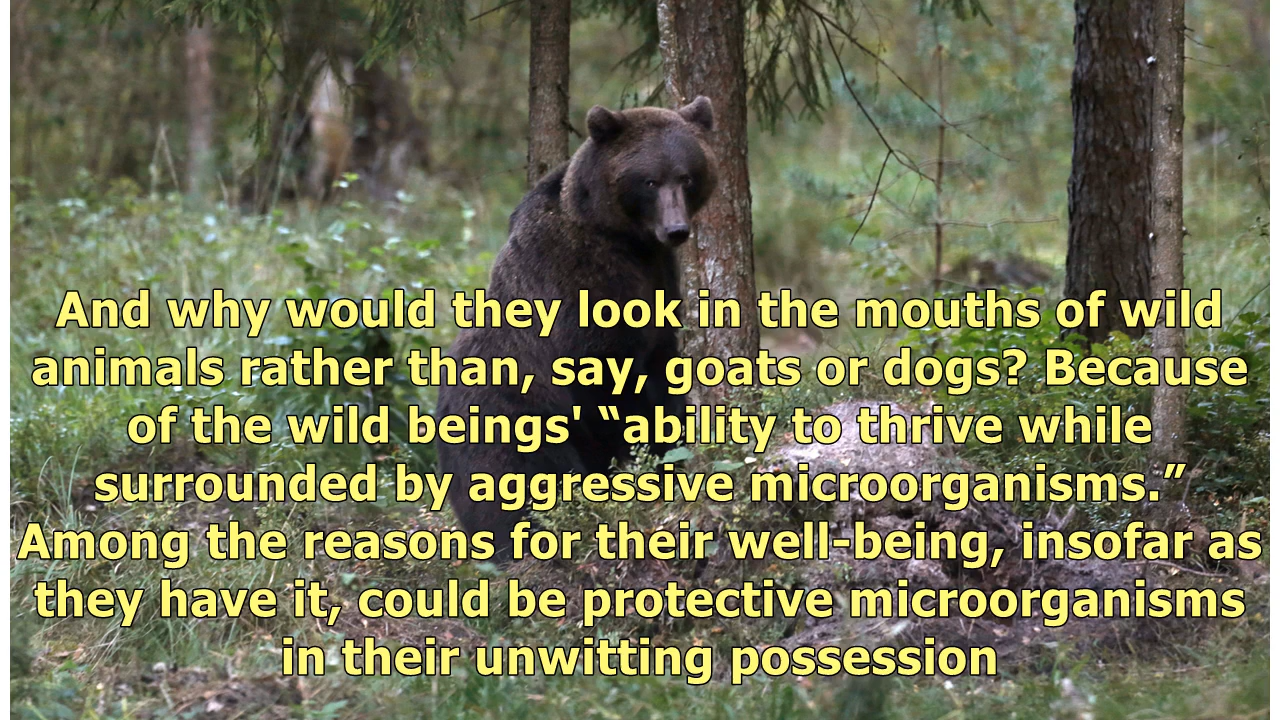 And why would they look in the mouths of wild
animals rather than, say, goats or dogs? Because
of the wild beings' “ability to thrive while
surrounded by aggressive microorganisms.”
Among the reasons for their well-being, insofar as
they have it, could be protective microorganisms
in their unwitting possession